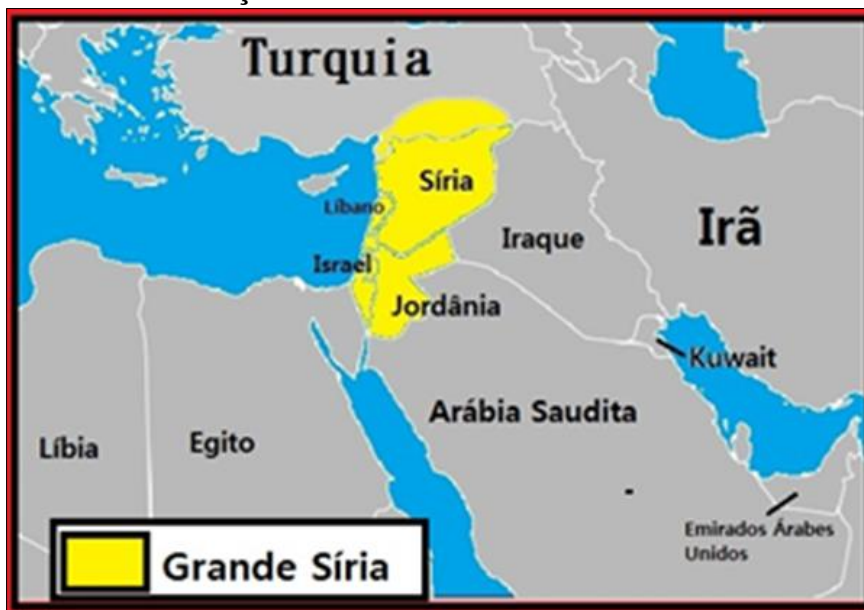 Turquia
Síria
Líbano
Iraque
Irã
Israel
Jordânia
Kuwait
Arábia Saudita
Líbia
Egito
Emirados Árabes
Unidos
Grande Síria